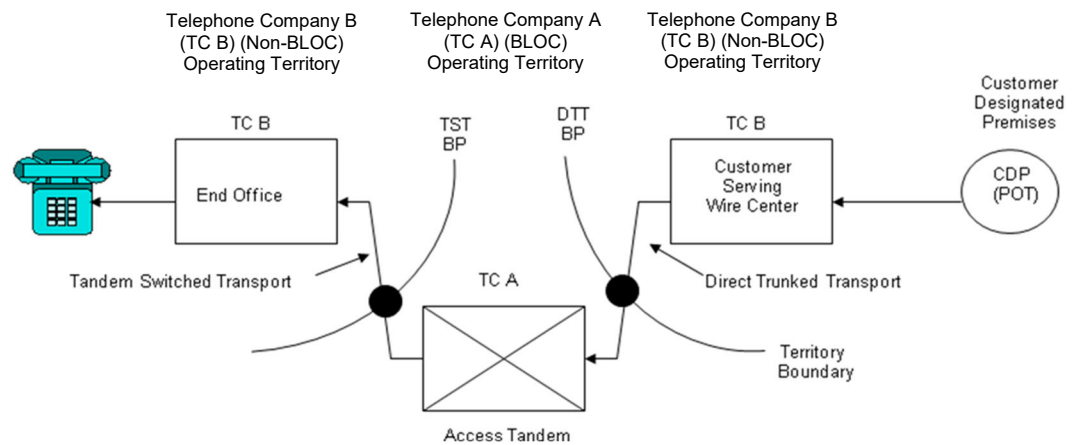 Telephone Company B
(TC B) (Non-BLOC)
Operating Territory
Telephone Company A
(TC A) (BLOC)
Operating Territory
Telephone Company B
(TC B) (Non-BLOC)
Operating Territory
Customer
Designated
Premises
TC B
TST
BP
DTT
BP
TC B
End Office
Customer
Serving
Wire Center
CDP
(POT)
Tandem Switched Transport
TC A
Direct Trunked Transport
Territory
Boundary
Access Tandem